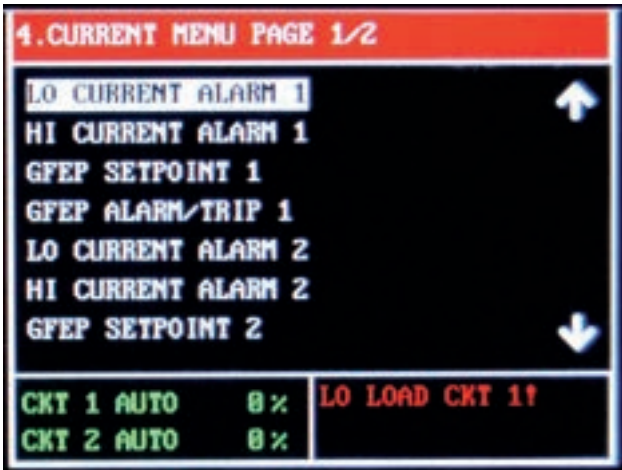 4.CURRENT MENU PAGE 1/2
LO CURRENT ALARM 1
HI CURRENT ALARM 1
GFEP SETPOINT 1
GFEP ALARM/TRIP 1
LO CURRENT ALARM 2
HI CURRENT ALARM 2
GFEP SETPOINT 2
CKT 1 AUTO 0%
CKT 2 AUTO 0%
LO LOAD CKT 1!